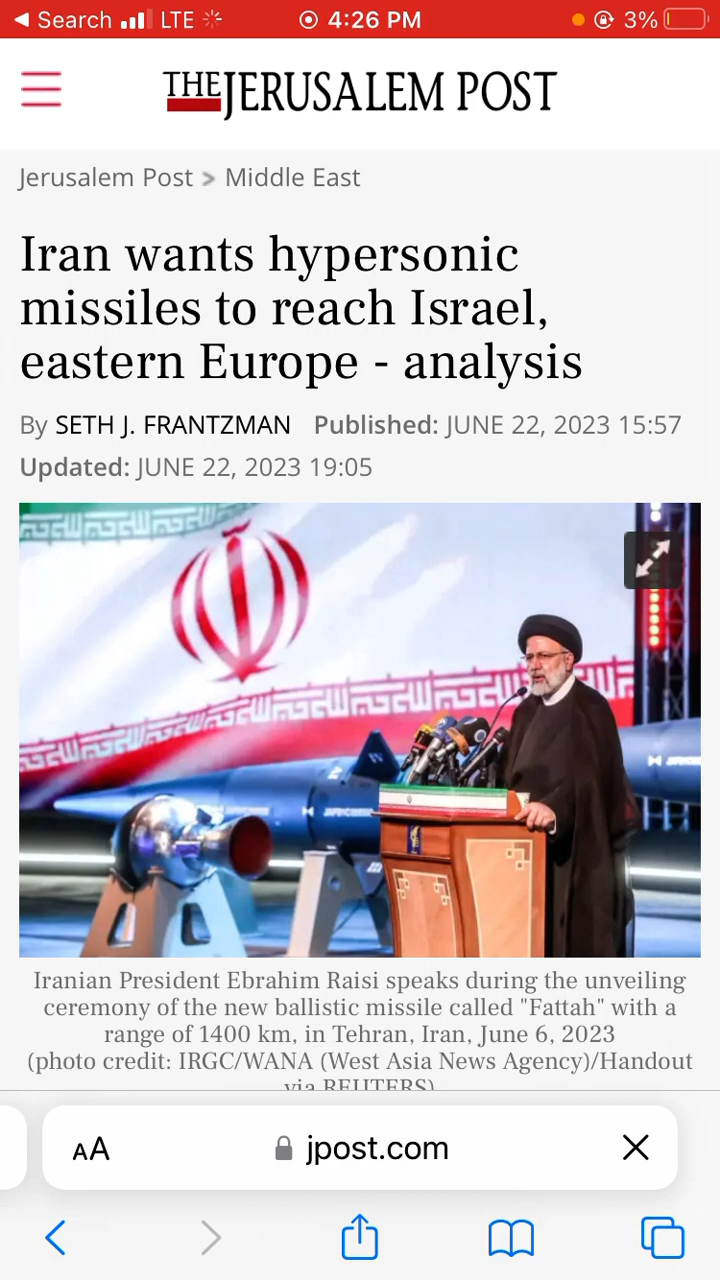 Search LTE 4:26 PM 3%
THE JERUSALEM POST
Jerusalem Post > Middle East
Iran wants hypersonic
missiles to reach Israel,
eastern Europe - analysis
By SETH J. FRANTZMAN Published: JUNE 22, 2023 15:57
Updated: JUNE 22, 2023 19:05
Iranian President Ebrahim Raisi speaks during the unveiling
ceremony of the new ballistic missile called "Fattah" with a
range of 1400 km, in Tehran, Iran, June 6, 2023
(photo credit: IRGC/WANA (West Asia News Agency)/Handout
via REUTERS)
AA jpost.com